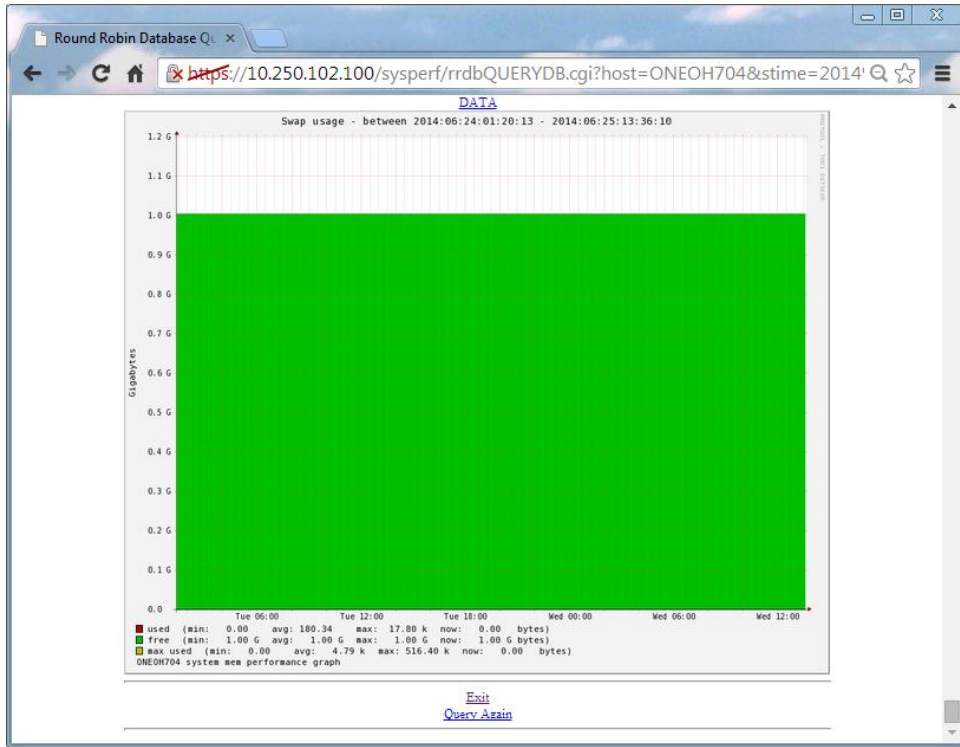 Round Robin Database Qu
https://10.250.102.100/sysperf/rrdbQUERYDB.cgi?host=ONEOH704&stime=2014'
DATA
Swap usage - between 2014:06:24:01:20:13 - 2014:06:25:13:36:10
RRDTOOL / TOBI OETIKER
Gigabytes
1.2 G
1.1 G
1.0 G
0.9 G
0.8 G
0.7 G
0.6 G
0.5 G
0.4 G
0.3 G
0.2 G
0.1 G
0.0
Tue 06:00 Tue 12:00 Tue 18:00 Wed 00:00 Wed 06:00 Wed 12:00
used (min: 0.00 avg: 180.34 max: 17.80 k now: 0.00 bytes)
free (min: 1.00 G avg: 1.00 G max: 1.00 G now: 1.00 G bytes)
max used (min: 0.00 avg: 4.79 k max: 516.40 k now: 0.00 bytes)
ONEOH704 system mem performance graph
Exit
Query Again